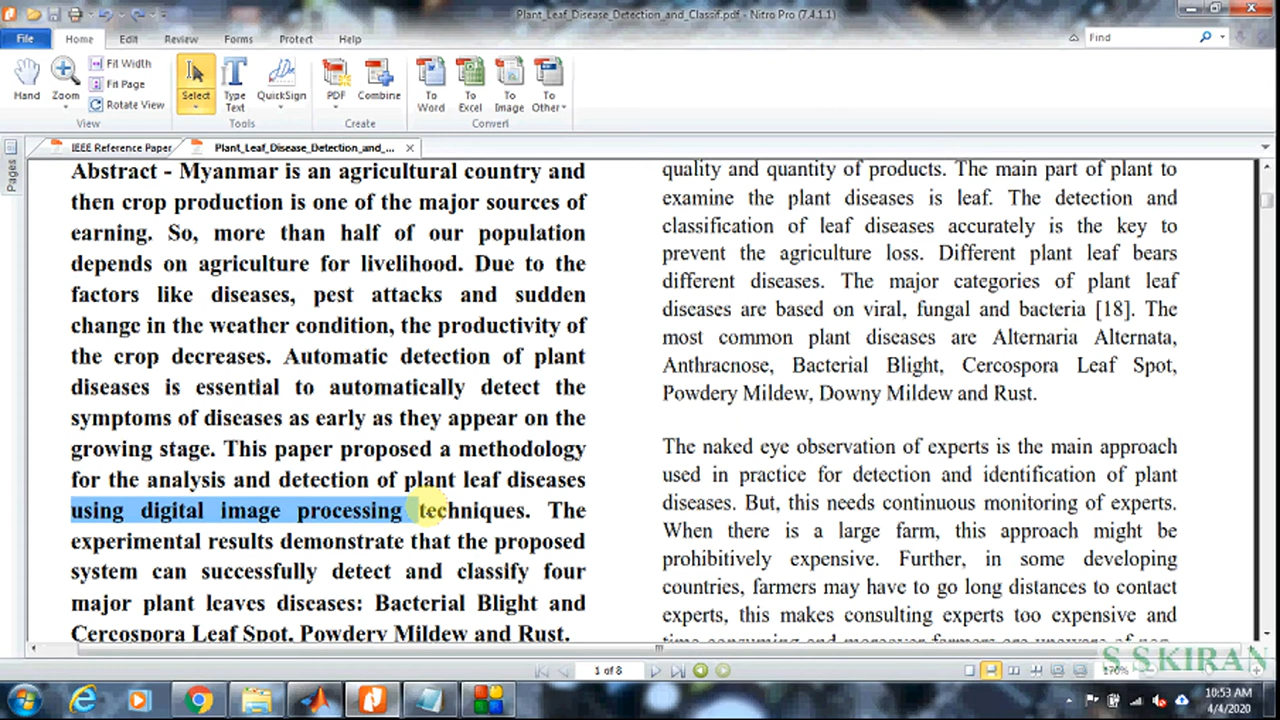 Plant_Leaf_Disease_Detection_and_Classif.pdf - Nitro Pro (7.4.1.1)
File Home Edit Review Forms Protect Help
Find
Hand
Zoom
Fit Width
Fit Page
Rotate View
View
Select
Type Text
QuickSign
Tools
PDF
Combine
Create
To Word
To Excel
To Image
To Other
Convert
Pages
IEEE Reference Paper
Plant_Leaf_Disease_Detection_and_...
Abstract - Myanmar is an agricultural country and
then crop production is one of the major sources of
earning. So, more than half of our population
depends on agriculture for livelihood. Due to the
factors like diseases, pest attacks and sudden
change in the weather condition, the productivity of
the crop decreases. Automatic detection of plant
diseases is essential to automatically detect the
symptoms of diseases as early as they appear on the
growing stage. This paper proposed a methodology
for the analysis and detection of plant leaf diseases
using digital image processing techniques. The
experimental results demonstrate that the proposed
system can successfully detect and classify four
major plant leaves diseases: Bacterial Blight and
Cercospora Leaf Spot, Powdery Mildew and Rust.
quality and quantity of products. The main part of plant to
examine the plant diseases is leaf. The detection and
classification of leaf diseases accurately is the key to
prevent the agriculture loss. Different plant leaf bears
different diseases. The major categories of plant leaf
diseases are based on viral, fungal and bacteria [18]. The
most common plant diseases are Alternaria Alternata,
Anthracnose, Bacterial Blight, Cercospora Leaf Spot,
Powdery Mildew, Downy Mildew and Rust.
The naked eye observation of experts is the main approach
used in practice for detection and identification of plant
diseases. But, this needs continuous monitoring of experts.
When there is a large farm, this approach might be
prohibitively expensive. Further, in some developing
countries, farmers may have to go long distances to contact
experts, this makes consulting experts too expensive and
time consuming and moreover farmers are unaware of non-
1 of 8
S S KIRAN
10:53 AM
4/4/2020